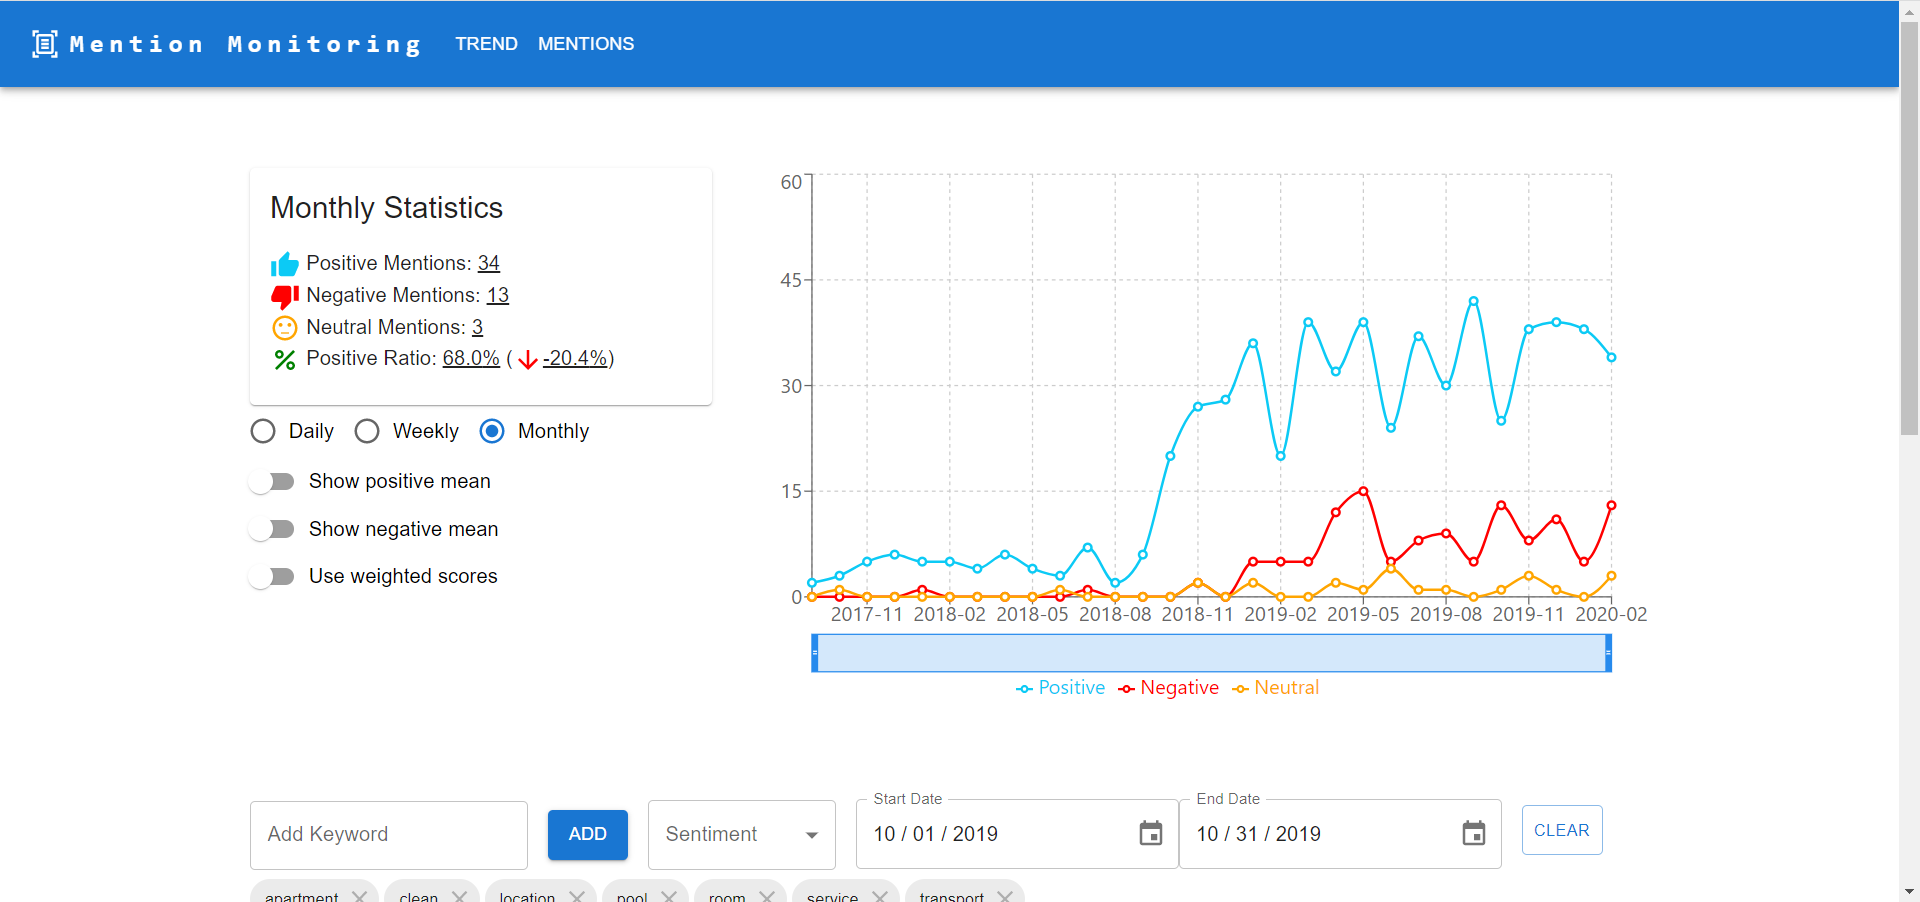 Mention Monitoring TREND MENTIONS
Monthly Statistics
Positive Mentions: 34
Negative Mentions: 13
Neutral Mentions: 3
Positive Ratio: 68.0% ( -20.4%)
Daily Weekly Monthly
Show positive mean
Show negative mean
Use weighted scores
60
45
30
15
0
2017-11 2018-02 2018-05 2018-08 2018-11 2019-02 2019-05 2019-08 2019-11 2020-02
Positive Negative Neutral
Add Keyword
ADD
Sentiment
Start Date
10 / 01 / 2019
End Date
10 / 31 / 2019
CLEAR
apartment clean location pool room service transport